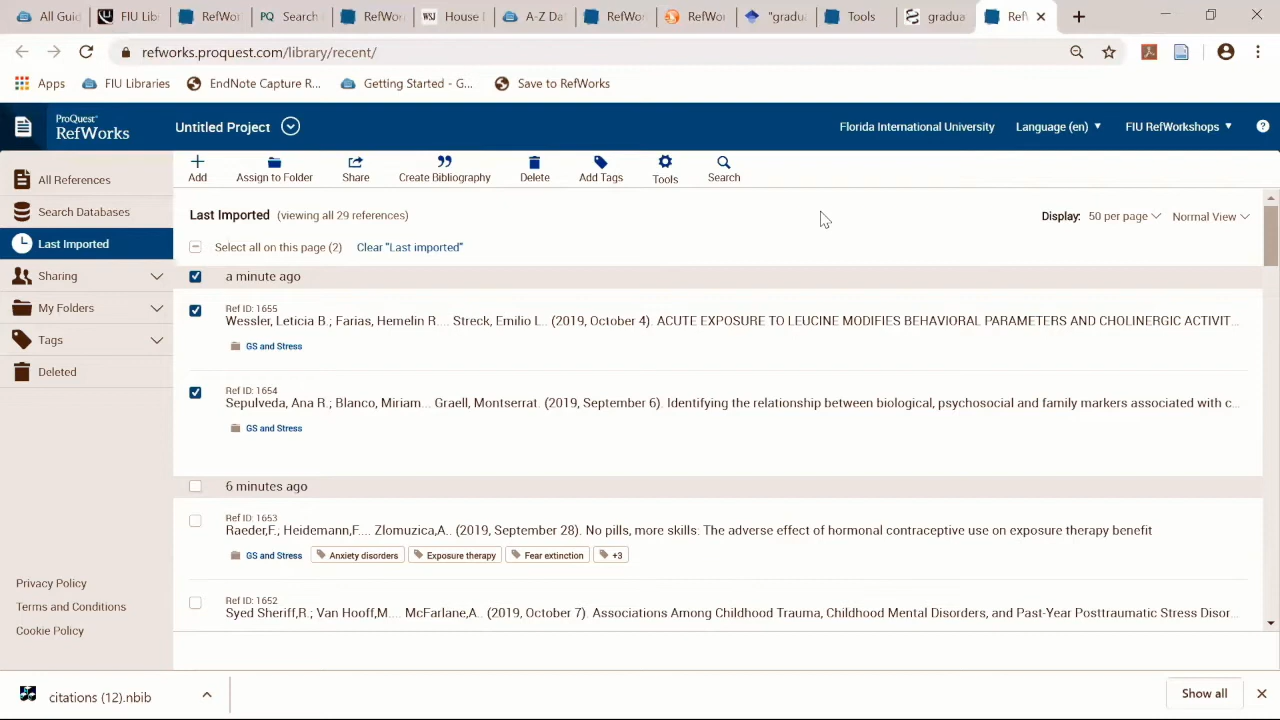 All Guid
FIU Libr
RefWor
Search
RefWor
House D
A-Z Dat
RefWor
RefWor
"gradua
Tools
gradua
Ref
refworks.proquest.com/library/recent/
Apps
FIU Libraries
EndNote Capture R...
Getting Started - G...
Save to RefWorks
ProQuest®
RefWorks
Untitled Project
Florida International University
Language (en)
FIU RefWorkshops
?
All References
Search Databases
Last Imported
Sharing
My Folders
Tags
Deleted
Privacy Policy
Terms and Conditions
Cookie Policy
Add
Assign to Folder
Share
Create Bibliography
Delete
Add Tags
Tools
Search
Last Imported (viewing all 29 references)
Display: 50 per page Normal View
Select all on this page (2) Clear "Last imported"
a minute ago
Ref ID: 1655
Wessler, Leticia B.; Farias, Hemelin R.... Streck, Emilio L.. (2019, October 4). ACUTE EXPOSURE TO LEUCINE MODIFIES BEHAVIORAL PARAMETERS AND CHOLINERGIC ACTIVIT...
GS and Stress
Ref ID: 1654
Sepulveda, Ana R.; Blanco, Miriam... Graell, Montserrat. (2019, September 6). Identifying the relationship between biological, psychosocial and family markers associated with c...
GS and Stress
6 minutes ago
Ref ID: 1653
Raeder,F.; Heidemann,F.... Zlomuzica,A.. (2019, September 28). No pills, more skills: The adverse effect of hormonal contraceptive use on exposure therapy benefit
GS and Stress Anxiety disorders Exposure therapy Fear extinction +3
Ref ID: 1652
Syed Sheriff,R.; Van Hooff,M.... McFarlane,A.. (2019, October 7). Associations Among Childhood Trauma, Childhood Mental Disorders, and Past-Year Posttraumatic Stress Disor...
citations (12).nbib
Show all